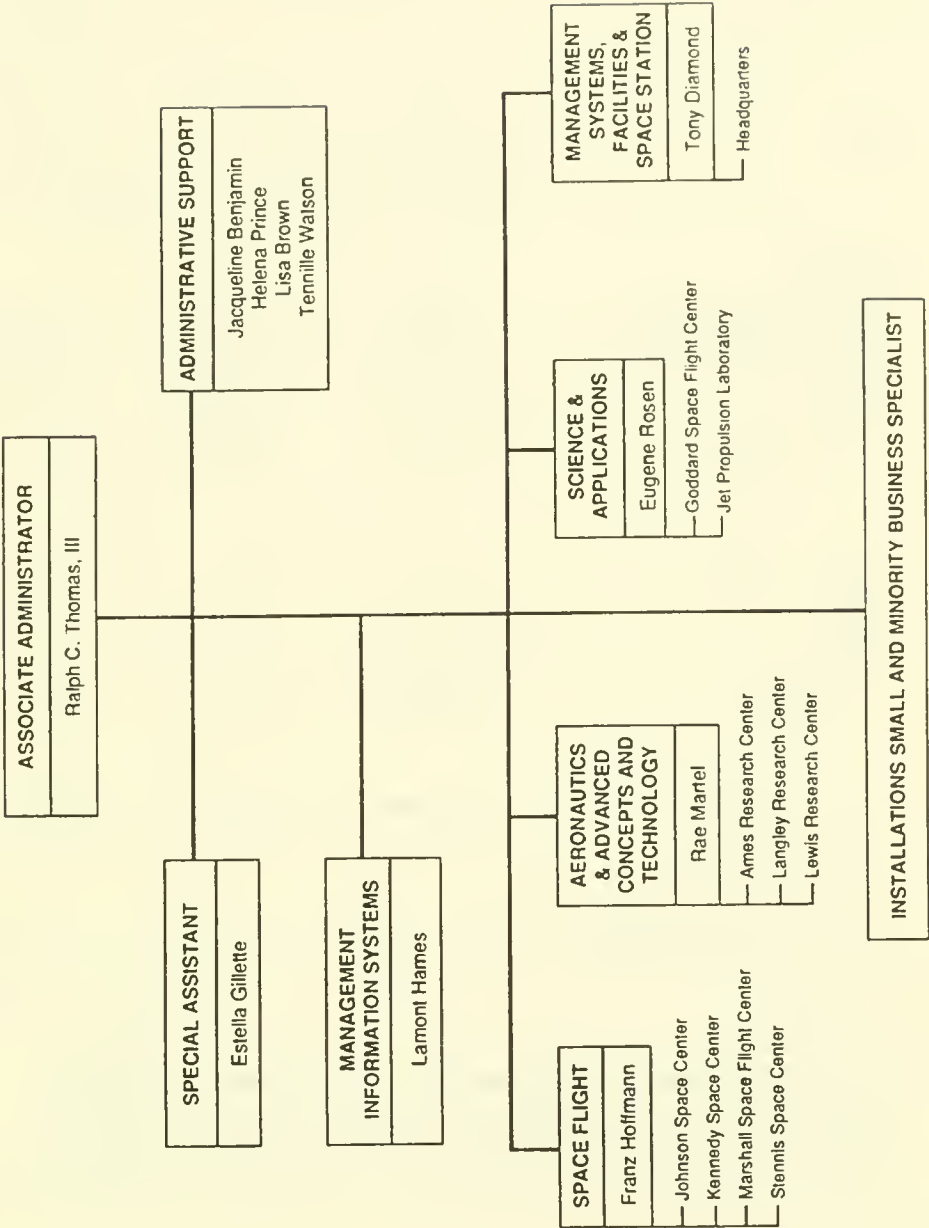 ASSOCIATE ADMINISTRATOR
Ralph C. Thomas, III
SPECIAL ASSISTANT
Estella Gillette
ADMINISTRATIVE SUPPORT
Jacqueline Benjamin
Helena Prince
Lisa Brown
Tennille Walson
MANAGEMENT
INFORMATION SYSTEMS
Lamont Hames
SPACE FLIGHT
Franz Hoffmann
Johnson Space Center
Kennedy Space Center
Marshall Space Flight Center
Stennis Space Center
AERONAUTICS
& ADVANCED
CONCEPTS AND
TECHNOLOGY
Rae Martel
Ames Research Center
Langley Research Center
Lewis Research Center
SCIENCE &
APPLICATIONS
Eugene Rosen
Goddard Space Flight Center
Jet Propulsion Laboratory
MANAGEMENT
SYSTEMS,
FACILITIES &
SPACE STATION
Tony Diamond
Headquarters
INSTALLATIONS SMALL AND MINORITY BUSINESS SPECIALIST